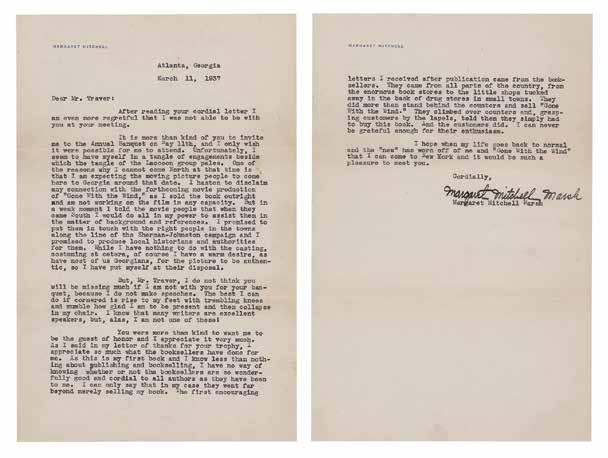 MARGARET MITCHELL
Atlanta, Georgia
March 11, 1937
Dear Mr. Traver:
After reading your cordial letter I
am even more regretful that I was not able to be with
you at your meeting.
It is more than kind of you to invite
me to the Annual Banquet on May 11th, and I only wish
it were possible for me to attend. Unfortunately, I
seem to have myself in a tangle of engagements beside
which the tangle of the Laocoon group pales. One of
the reasons why I cannot come North at that time is
that I am expecting the moving picture people to come
here to Georgia around that date. I hasten to disclaim
any connection with the forthcoming movie production
of "Gone With the Wind," as I sold the book outright
and am not working on the film in any capacity. But in
a weak moment I told the movie people that when they
came South I would do all in my power to assist them in
the matter of background and references. I promised to
put them in touch with the right people in the towns
along the line of the Sherman-Johnston campaign and I
promised to produce local historians and authorities
for them. While I have nothing to do with the casting,
costuming et cetera, of course I have a warm desire, as
have most of us Georgians, for the picture to be authen-
tic, so I have put myself at their disposal.
But, Mr. Traver, I do not think you
will be missing much if I am not with you for your ban-
quet, because I do not make speeches. The best I can
do if cornered is rise to my feet with trembling knees
and mumble how glad I am to be present and then collapse
in my chair. I know that many writers are excellent
speakers, but, alas, I am not one of these!
You were more than kind to want me to
be the guest of honor and I appreciate it very much.
As I said in my letter of thanks for your trophy, I
appreciate so much what the booksellers have done for
me. As this is my first book and I know less than noth-
ing about publishing and bookselling, I have no way of
knowing whether or not the booksellers are so wonder-
fully good and cordial to all authors as they have been
to me. I can only say that in my case they went far
beyond merely selling my book. The first encouraging
MARGARET MITCHELL
letters I received after publication came from the book-
sellers. They came from all parts of the country, from
the enormous book stores to the little shops tucked
away in the back of drug stores in small towns. They
did more than stand behind the counters and sell "Gone
With the Wind." They climbed over counters and, grasp-
ing customers by the lapels, told them they simply had
to buy this book. And the customers did. I can never
be grateful enough for their enthusiasm.
I hope when my life goes back to normal
and the "new" has worn off of me and "Gone With the Wind"
that I can come to New York and it would be such a
pleasure to meet you.
Cordially,
Margaret Mitchell Marsh
Margaret Mitchell Marsh